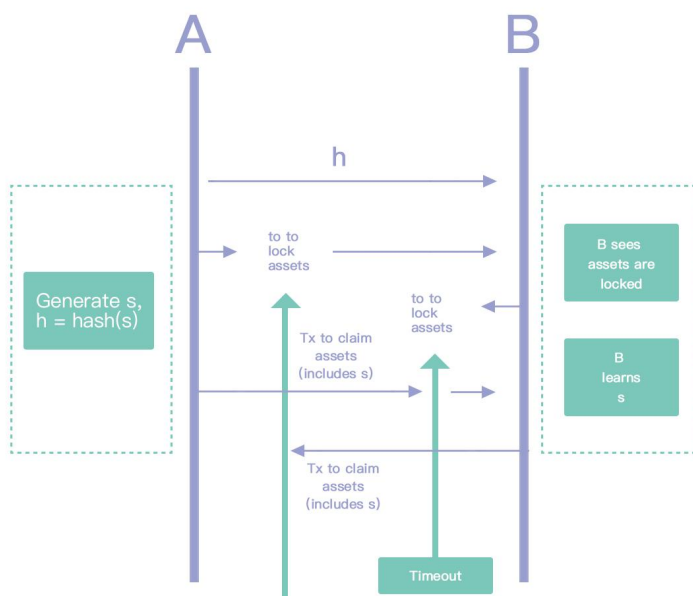 A
B
h
to to
lock
assets
B sees
assets are
locked
Generate s,
h = hash(s)
to to
lock
assets
Tx to claim
assets
(includes s)
B
learns
s
Tx to claim
assets
(includes s)
Timeout